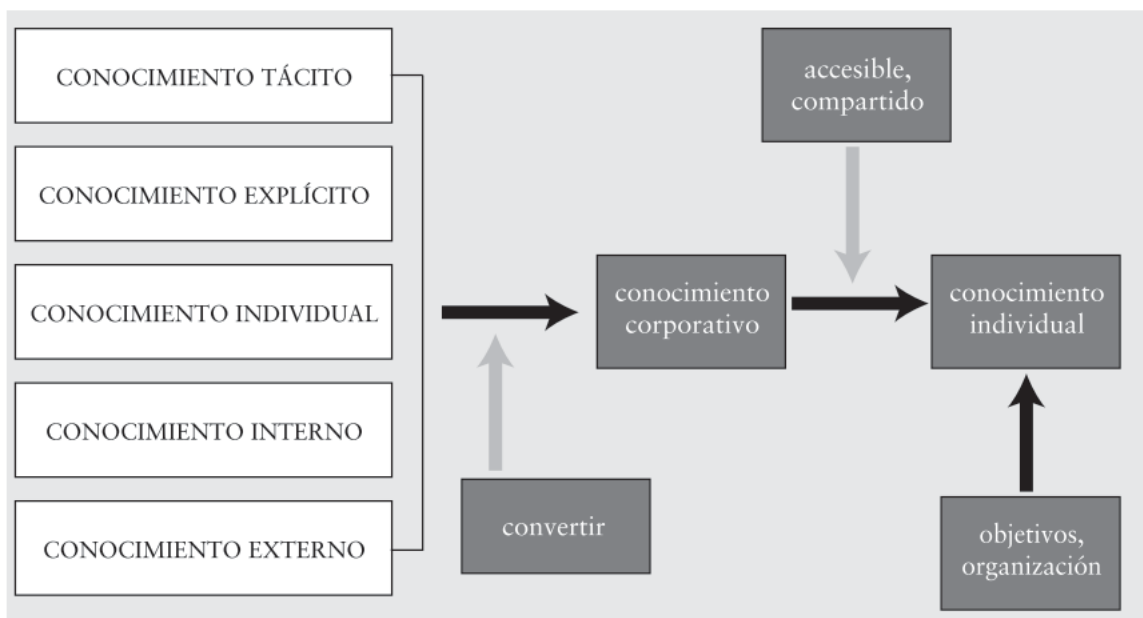 CONOCIMIENTO TÁCITO
CONOCIMIENTO EXPLÍCITO
CONOCIMIENTO INDIVIDUAL
CONOCIMIENTO INTERNO
CONOCIMIENTO EXTERNO
convertir
conocimiento
corporativo
accesible,
compartido
conocimiento
individual
objetivos,
organización